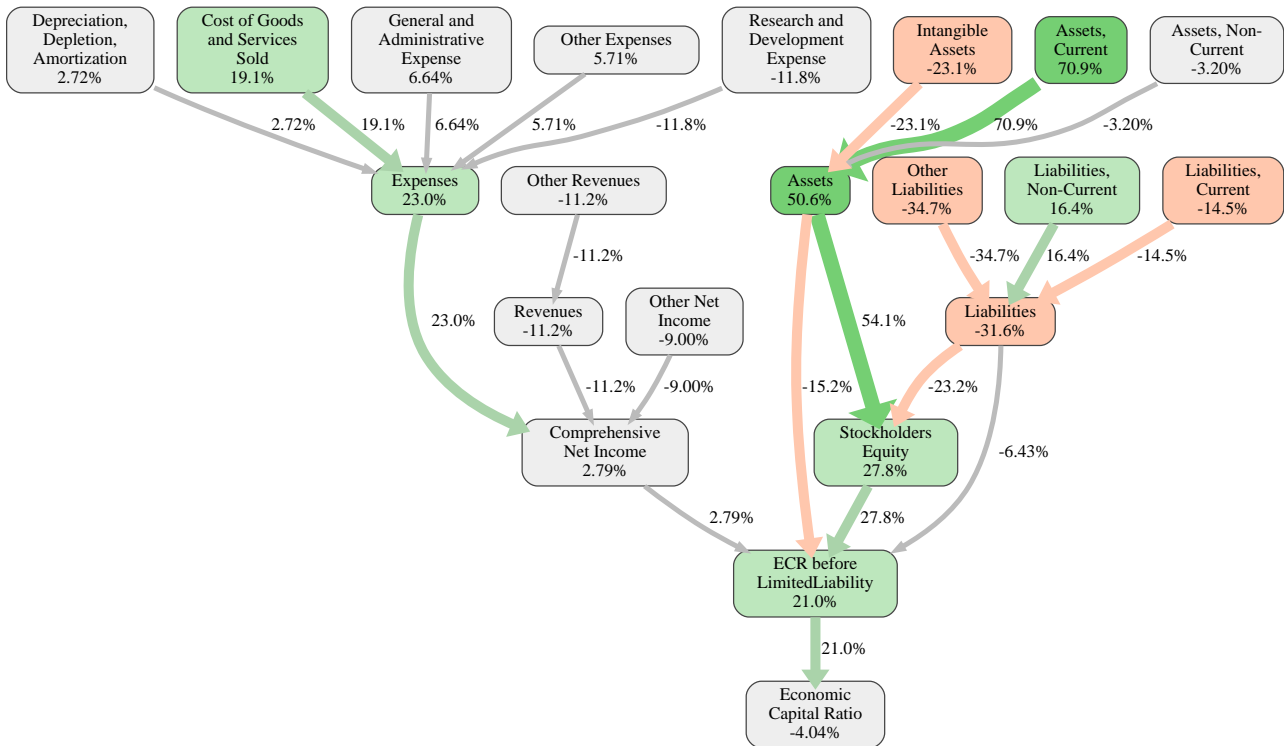 Depreciation,
Depletion,
Amortization
2.72%
Cost of Goods
and Services
Sold
19.1%
General and
Administrative
Expense
6.64%
Other Expenses
5.71%
Research and
Development
Expense
-11.8%
Intangible
Assets
-23.1%
Assets,
Current
70.9%
Assets, Non-
Current
-3.20%
2.72%
19.1%
6.64%
5.71%
-11.8%
-23.1%
70.9%
-3.20%
Expenses
23.0%
Other Revenues
-11.2%
Assets
50.6%
Other
Liabilities
-34.7%
Liabilities,
Non-Current
16.4%
Liabilities,
Current
-14.5%
-11.2%
-34.7%
16.4%
-14.5%
23.0%
Revenues
-11.2%
Other Net
Income
-9.00%
54.1%
Liabilities
-31.6%
-11.2%
-9.00%
-15.2%
-23.2%
Comprehensive
Net Income
2.79%
Stockholders
Equity
27.8%
-6.43%
2.79%
27.8%
ECR before
LimitedLiability
21.0%
21.0%
Economic
Capital Ratio
-4.04%